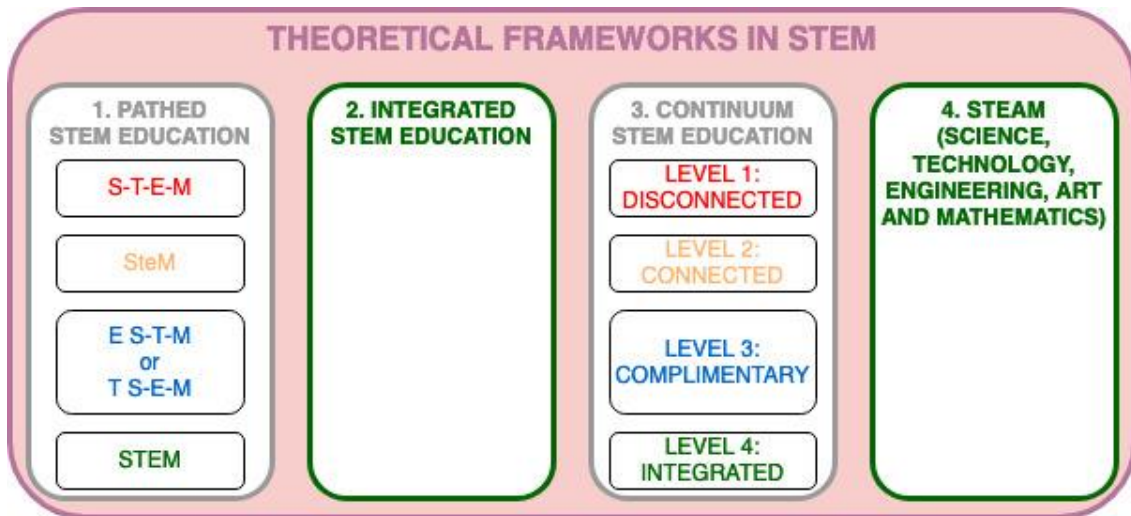 THEORETICAL FRAMEWORKS IN STEM
1. PATHED
STEM EDUCATION
S-T-E-M
SteM
E S-T-M
or
T S-E-M
STEM
2. INTEGRATED
STEM EDUCATION
3. CONTINUUM
STEM EDUCATION
LEVEL 1:
DISCONNECTED
LEVEL 2:
CONNECTED
LEVEL 3:
COMPLIMENTARY
LEVEL 4:
INTEGRATED
4. STEAM
(SCIENCE,
TECHNOLOGY,
ENGINEERING, ART
AND MATHEMATICS)